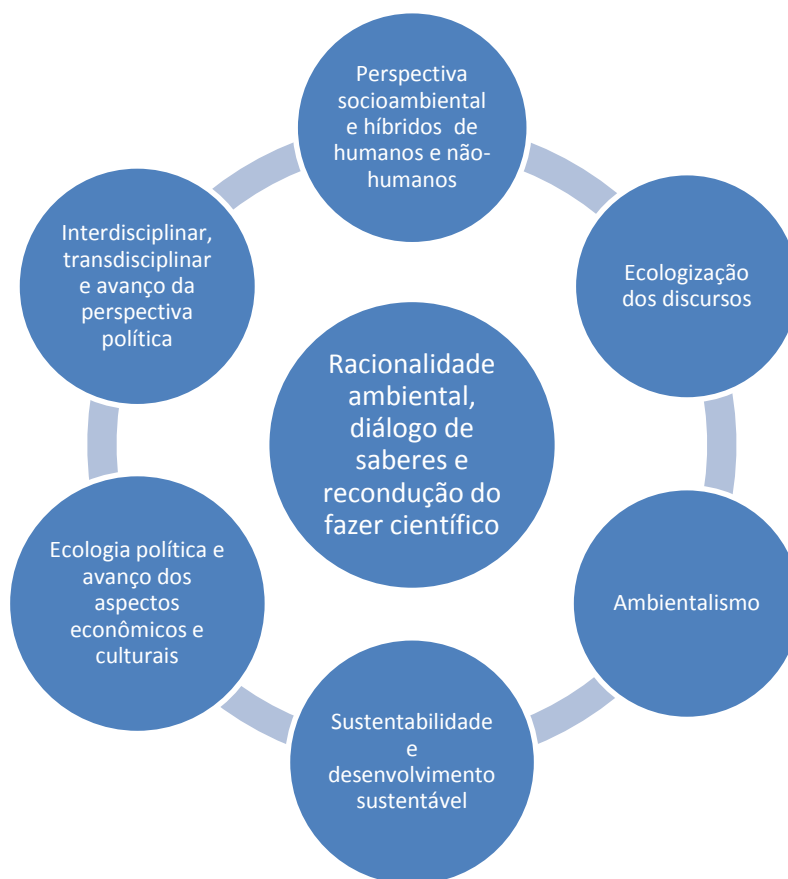 Perspectiva
socioambiental
e híbridos de
humanos e não-
humanos
Ecologização
dos discursos
Ambientalismo
Sustentabilidade
e
desenvolvimento
sustentável
Ecologia política e
avanço dos
aspectos
econômicos e
culturais
Interdisciplinar,
transdisciplinar
e avanço da
perspectiva
política
Racionalidade
ambiental,
diálogo de
saberes e
recondução do
fazer científico